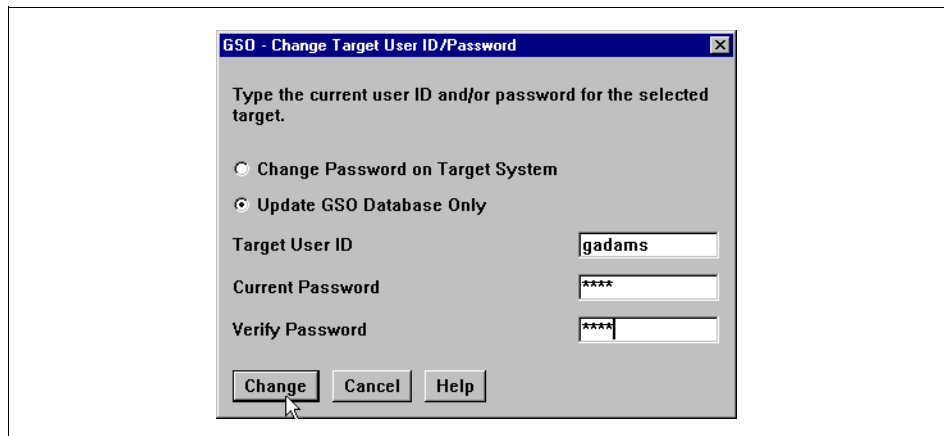 GSO - Change Target User ID/Password
Type the current user ID and/or password for the selected
target.
Change Password on Target System
Update GSO Database Only
Target User ID gadams
Current Password ****
Verify Password ****
Change Cancel Help